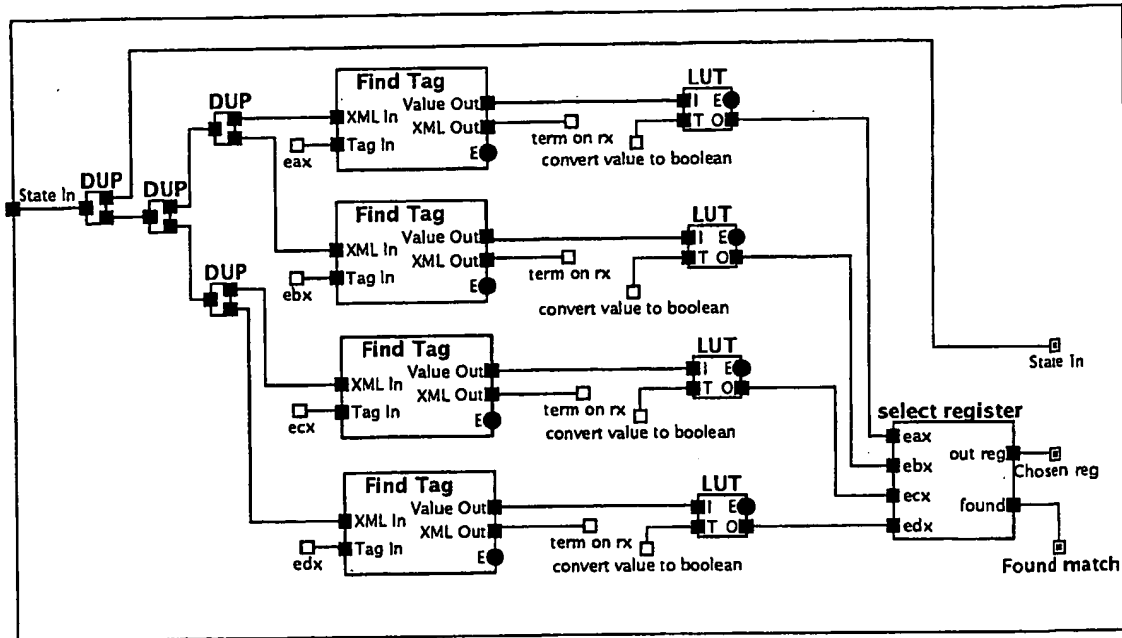 State In
DUP
DUP
DUP
DUP
Find Tag
XML In
Tag In
Value Out
XML Out
E
eax
term on rx
convert value to boolean
LUT
I E
T O
Find Tag
XML In
Tag In
Value Out
XML Out
E
ebx
term on rx
convert value to boolean
LUT
I E
T O
Find Tag
XML In
Tag In
Value Out
XML Out
E
ecx
term on rx
convert value to boolean
LUT
I E
T O
Find Tag
XML In
Tag In
Value Out
XML Out
E
edx
term on rx
convert value to boolean
LUT
I E
T O
State In
select register
eax
ebx
ecx
edx
out reg
found
Chosen reg
Found match